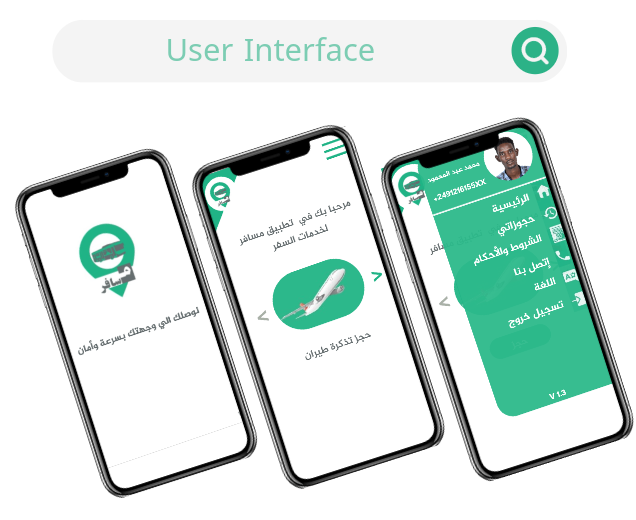 User Interface
مسافر
نوصلك الي وجهتك بسرعة وأمان
مسافر
مرحبا بك في تطبيق مسافر
لخدمات السفر
حجز تذكرة طيران
محمد عبد المحمود
+2491216155XX
الرئيسية
حجوزاتي
الشروط والأحكام
إتصل بنا
اللغة
تسجيل خروج
V 1.3